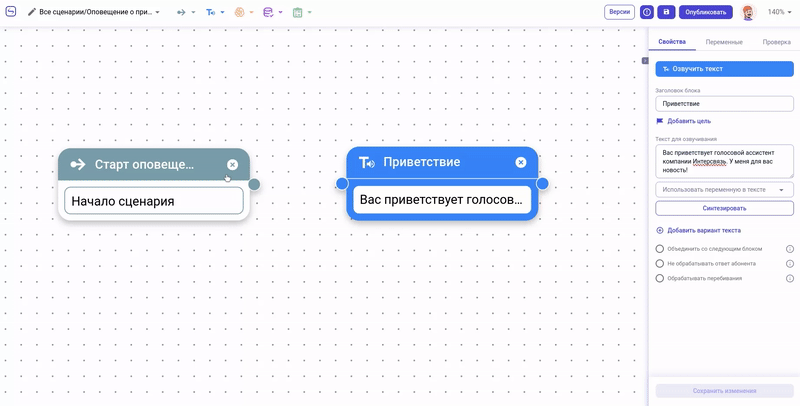 Все сценарии/Оповещение о при...
Версии
Опубликовать
140%
Старт оповеще...
Начало сценария
Приветствие
Вас приветствует голосов...
Свойства
Переменные
Проверка
Озвучить текст
Заголовок блока
Приветствие
Добавить цель
Текст для озвучивания
Вас приветствует голосовой ассистент
компании Интерсвязь. У меня для вас
новость!
Использовать переменную в тексте
Синтезировать
Добавить вариант текста
Объединить со следующим блоком
Не обрабатывать ответ абонента
Обрабатывать перебивания
Сохранить изменения